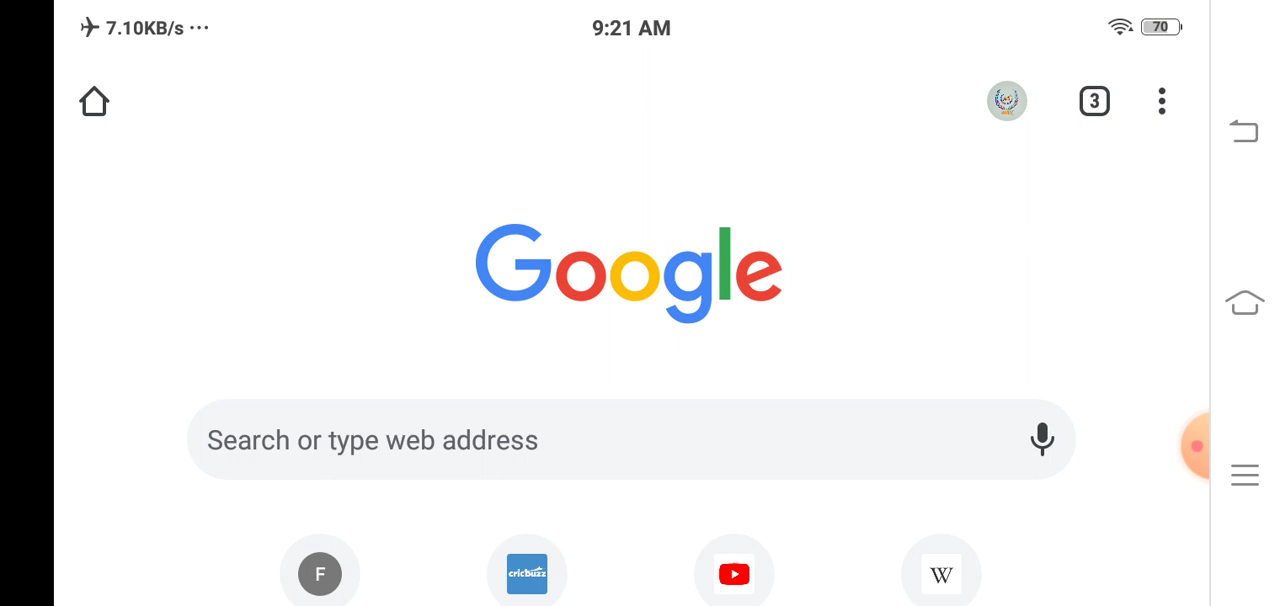 7.10KB/s ...
9:21 AM
70
3
Google
Search or type web address
F
cricbuzz
W